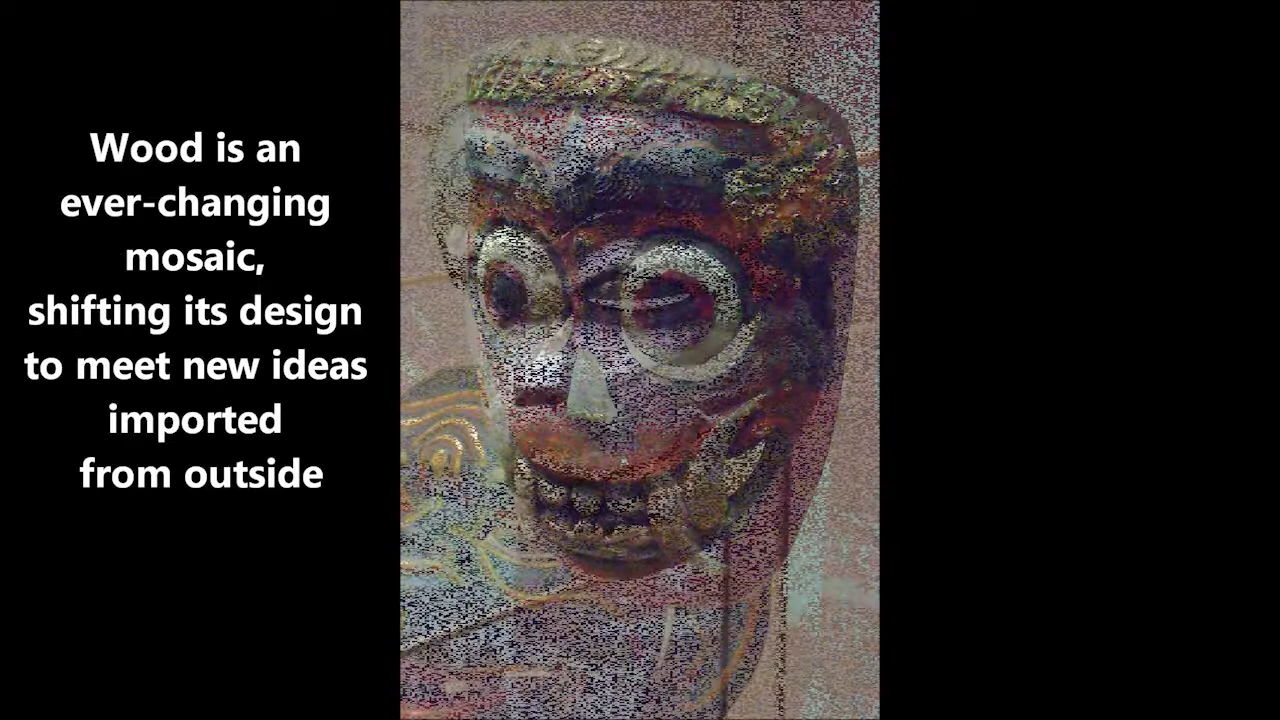 Wood is an
ever-changing
mosaic,
shifting its design
to meet new ideas
imported
from outside